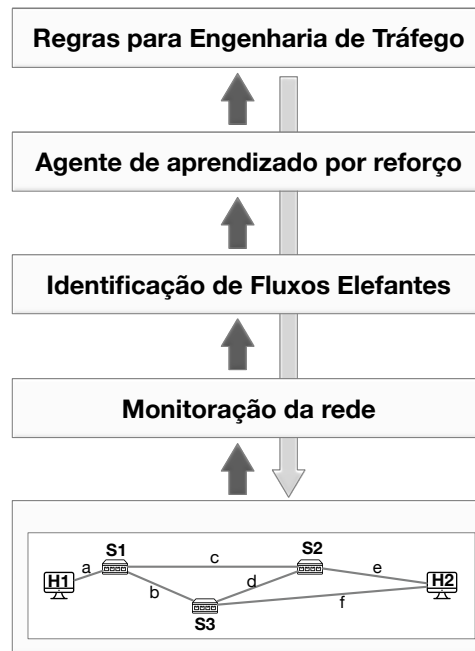 Regras para Engenharia de Tráfego
Agente de aprendizado por reforço
Identificação de Fluxos Elefantes
Monitoração da rede
S1 c S2
H1 a b d e H2
f
S3